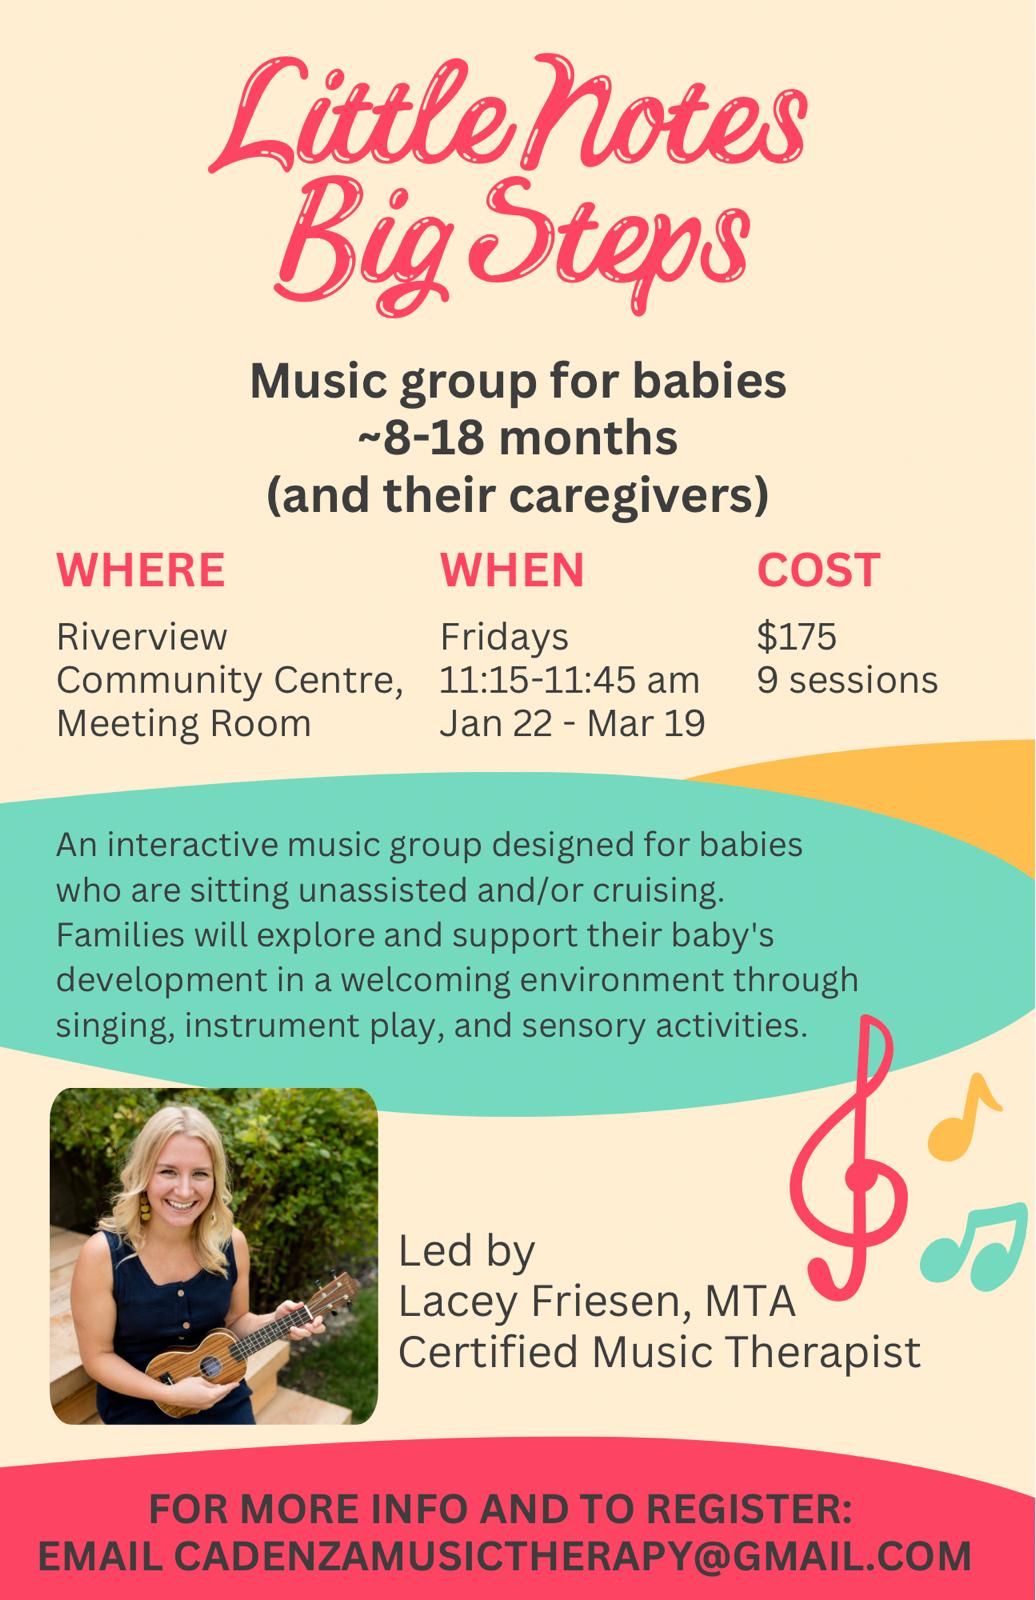 Little Notes
Big Steps
Music group for babies
~8-18 months
(and their caregivers)
WHERE
Riverview
Community Centre,
Meeting Room
WHEN
Fridays
11:15-11:45 am
Jan 22 - Mar 19
COST
$175
9 sessions
An interactive music group designed for babies
who are sitting unassisted and/or cruising.
Families will explore and support their baby's
development in a welcoming environment through
singing, instrument play, and sensory activities.
Led by
Lacey Friesen, MTA
Certified Music Therapist
FOR MORE INFO AND TO REGISTER:
EMAIL CADENZAMUSICTHERAPY@GMAIL.COM